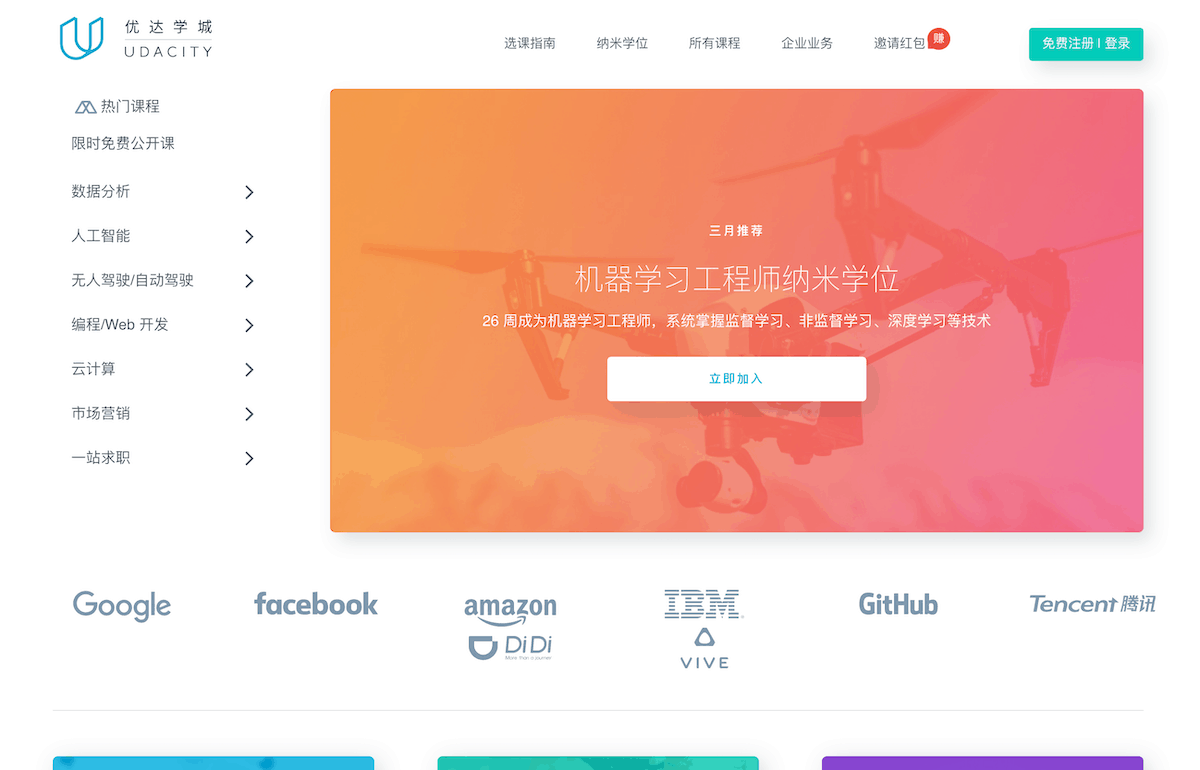 优达学城
UDACITY
选课指南 纳米学位 所有课程 企业业务 邀请红包 赚 免费注册 | 登录
热门课程
限时免费公开课
数据分析
人工智能
无人驾驶/自动驾驶
编程/Web 开发
云计算
市场营销
一站求职
三月推荐
机器学习工程师纳米学位
26 周成为机器学习工程师，系统掌握监督学习、非监督学习、深度学习等技术
立即加入
Google facebook amazon IBM GitHub Tencent 腾讯
DiDi
VIVE